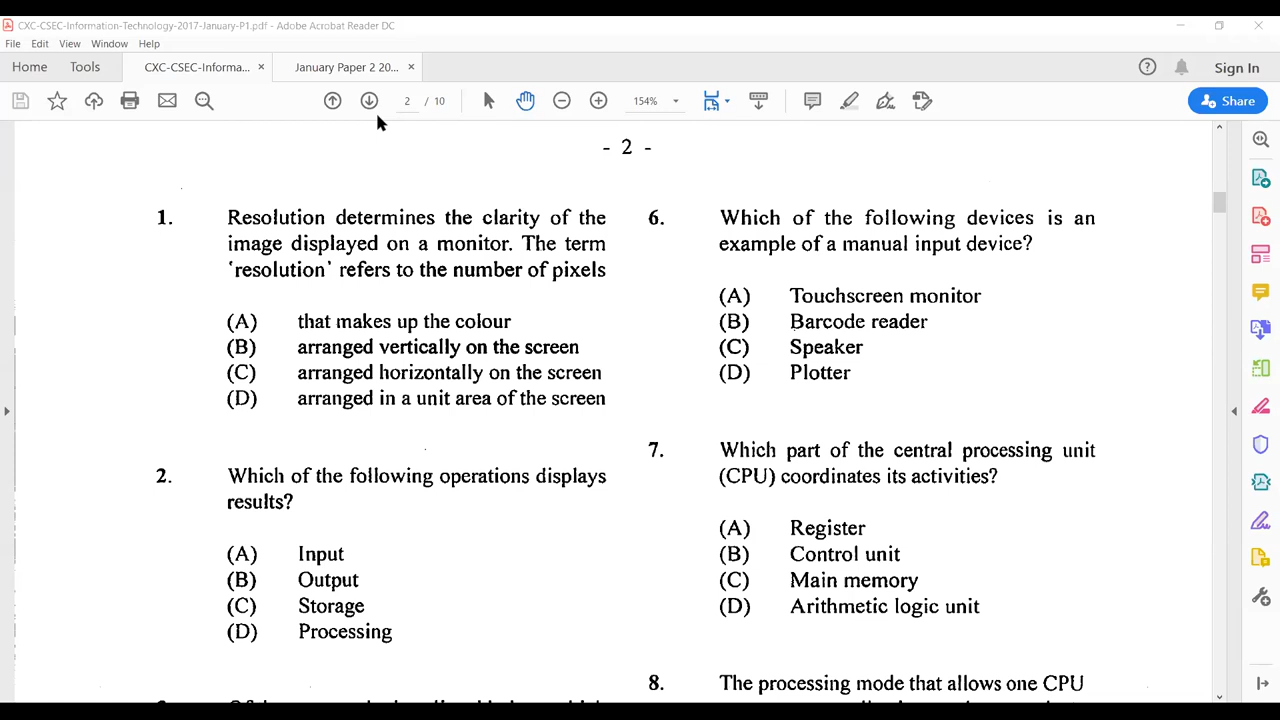 CXC-CSEC-Information-Technology-2017-January-P1.pdf - Adobe Acrobat Reader DC
File Edit View Window Help
Home Tools CXC-CSEC-Informa... × January Paper 2 20... ×
Sign In
2 / 10
154%
Share
- 2 -
1. Resolution determines the clarity of the
image displayed on a monitor. The term
‘resolution’ refers to the number of pixels
(A) that makes up the colour
(B) arranged vertically on the screen
(C) arranged horizontally on the screen
(D) arranged in a unit area of the screen
2. Which of the following operations displays
results?
(A) Input
(B) Output
(C) Storage
(D) Processing
6. Which of the following devices is an
example of a manual input device?
(A) Touchscreen monitor
(B) Barcode reader
(C) Speaker
(D) Plotter
7. Which part of the central processing unit
(CPU) coordinates its activities?
(A) Register
(B) Control unit
(C) Main memory
(D) Arithmetic logic unit
8. The processing mode that allows one CPU